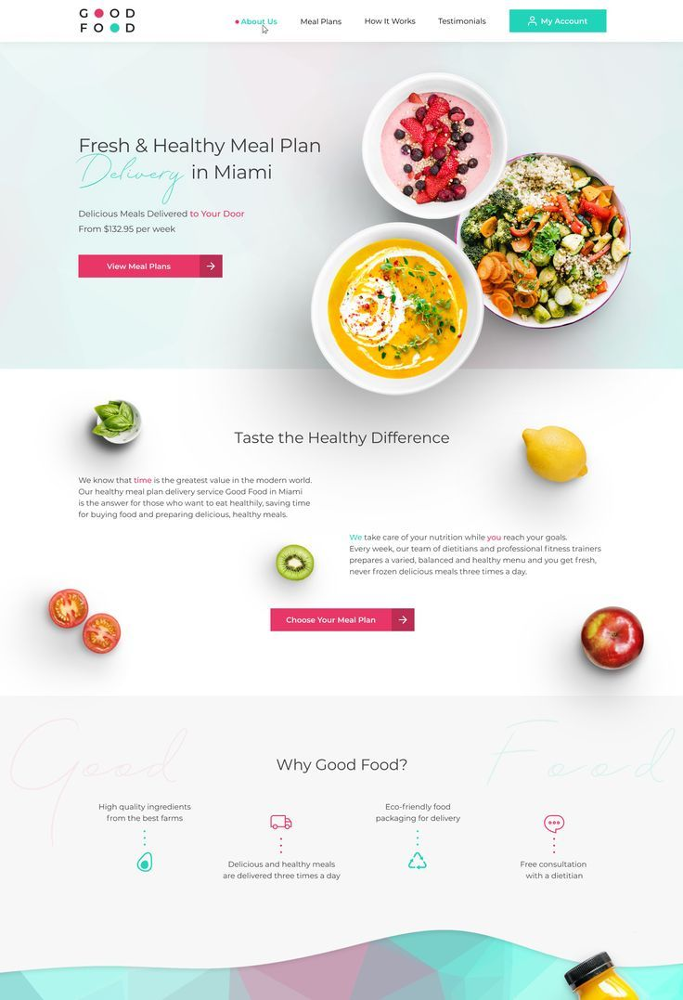 GOOD
FOOD
About Us
Meal Plans
How It Works
Testimonials
My Account
Fresh & Healthy Meal Plan
Delivery in Miami
Delicious Meals Delivered to Your Door
From $132.95 per week
View Meal Plans
Taste the Healthy Difference
We know that time is the greatest value in the modern world.
Our healthy meal plan delivery service Good Food in Miami
is the answer for those who want to eat healthily, saving time
for buying food and preparing delicious, healthy meals.
We take care of your nutrition while you reach your goals.
Every week, our team of dietitians and professional fitness trainers
prepares a varied, balanced and healthy menu and you get fresh,
never frozen delicious meals three times a day.
Choose Your Meal Plan
Good Food
Why Good Food?
High quality ingredients
from the best farms
Delicious and healthy meals
are delivered three times a day
Eco-friendly food
packaging for delivery
Free consultation
with a dietitian